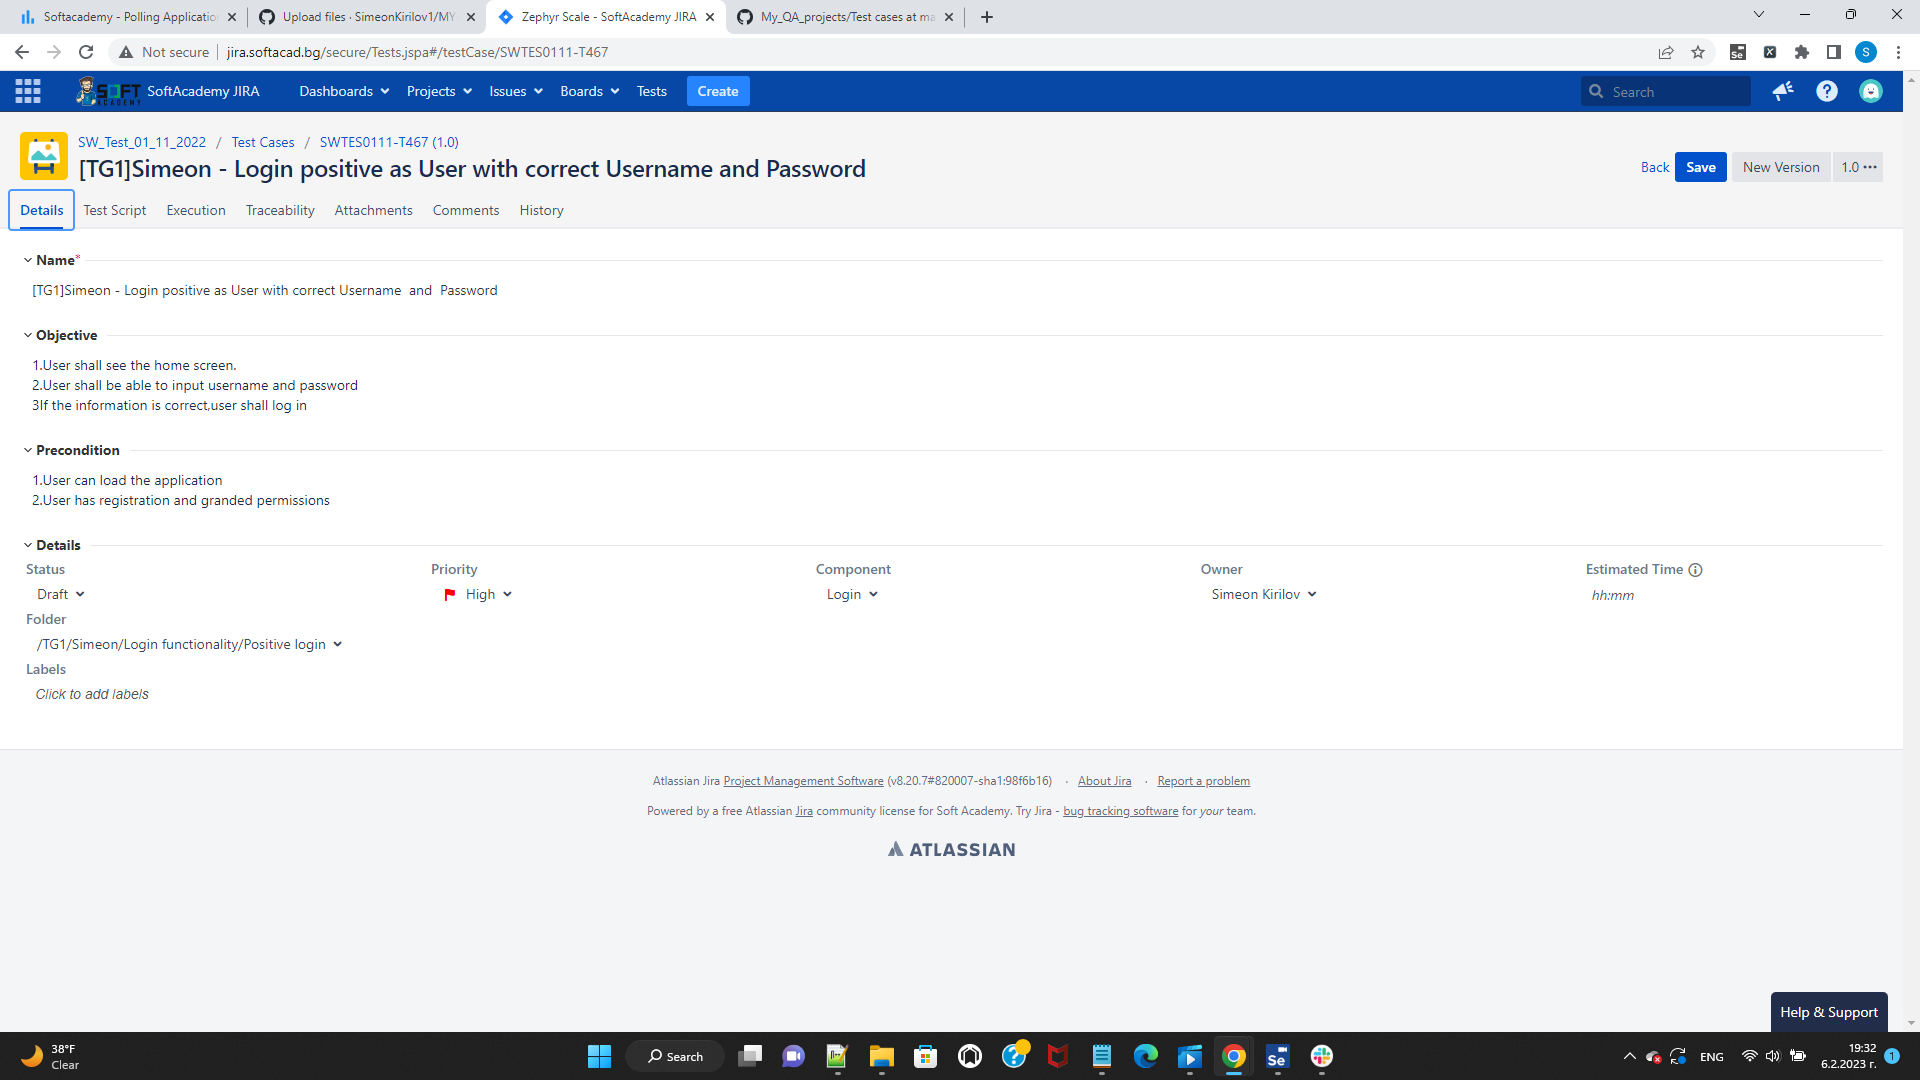 Softacademy - Polling Application
Upload files · SimeonKirilov1/MY
Zephyr Scale - SoftAcademy JIRA
My_QA_projects/Test cases at ma
Not secure
jira.softacad.bg/secure/Tests.jspa#/testCase/SWTES0111-T467
Se
X
S
SOFT
ACADEMY
SoftAcademy JIRA
Dashboards
Projects
Issues
Boards
Tests
Create
Search
SW_Test_01_11_2022 / Test Cases / SWTES0111-T467 (1.0)
[TG1]Simeon - Login positive as User with correct Username and Password
Back
Save
New Version
1.0 •••
Details
Test Script
Execution
Traceability
Attachments
Comments
History
Name*
[TG1]Simeon - Login positive as User with correct Username  and  Password
Objective
1.User shall see the home screen.
2.User shall be able to input username and password
3If the information is correct,user shall log in
Precondition
1.User can load the application
2.User has registration and granded permissions
Details
Status
Priority
Component
Owner
Estimated Time
Draft
High
Login
Simeon Kirilov
hh:mm
Folder
/TG1/Simeon/Login functionality/Positive login
Labels
Click to add labels
Atlassian Jira Project Management Software (v8.20.7#820007-sha1:98f6b16) · About Jira · Report a problem
Powered by a free Atlassian Jira community license for Soft Academy. Try Jira - bug tracking software for your team.
ATLASSIAN
Help & Support
38°F
Clear
Search
Se
ENG
19:32
6.2.2023 г.
1